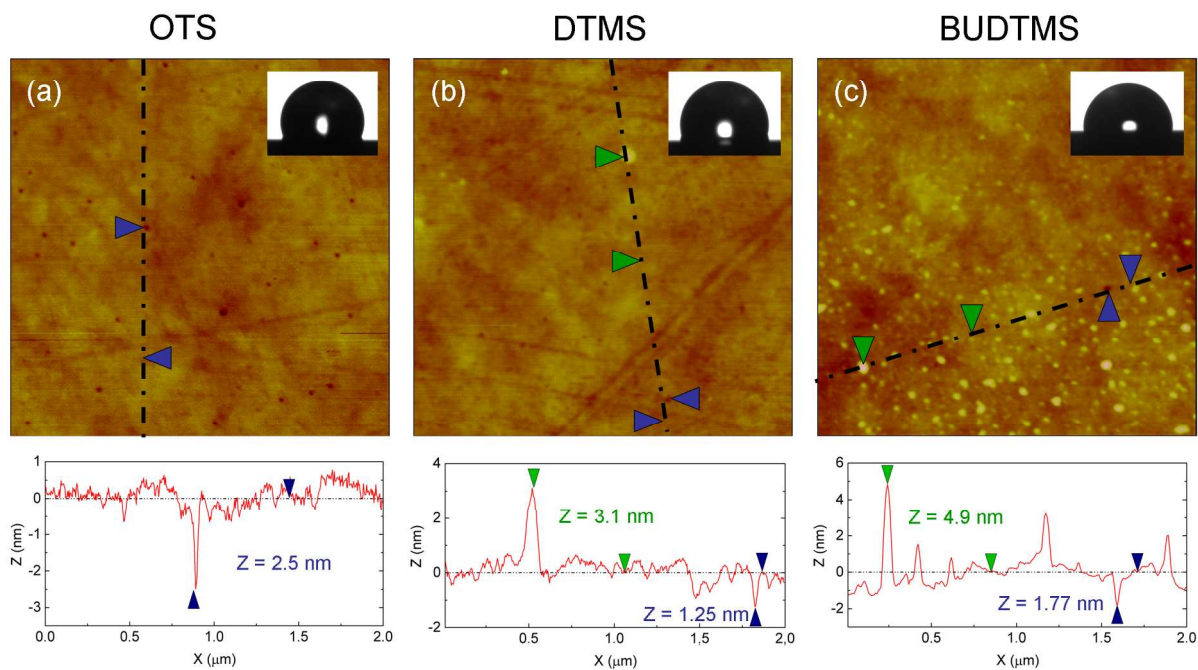 OTS
DTMS
BUDTMS
(a)
(b)
(c)
1
0
-1
-2
-3
Z (nm)
Z = 2.5 nm
0.0
0.5
1.0
1.5
2.0
X (μm)
4
2
0
-2
Z (nm)
Z = 3.1 nm
Z = 1.25 nm
0.5
1.0
1,5
2,0
X (μm)
6
4
2
0
-2
Z (nm)
Z = 4.9 nm
Z = 1.77 nm
0.5
1.0
1.5
2.0
X (μm)